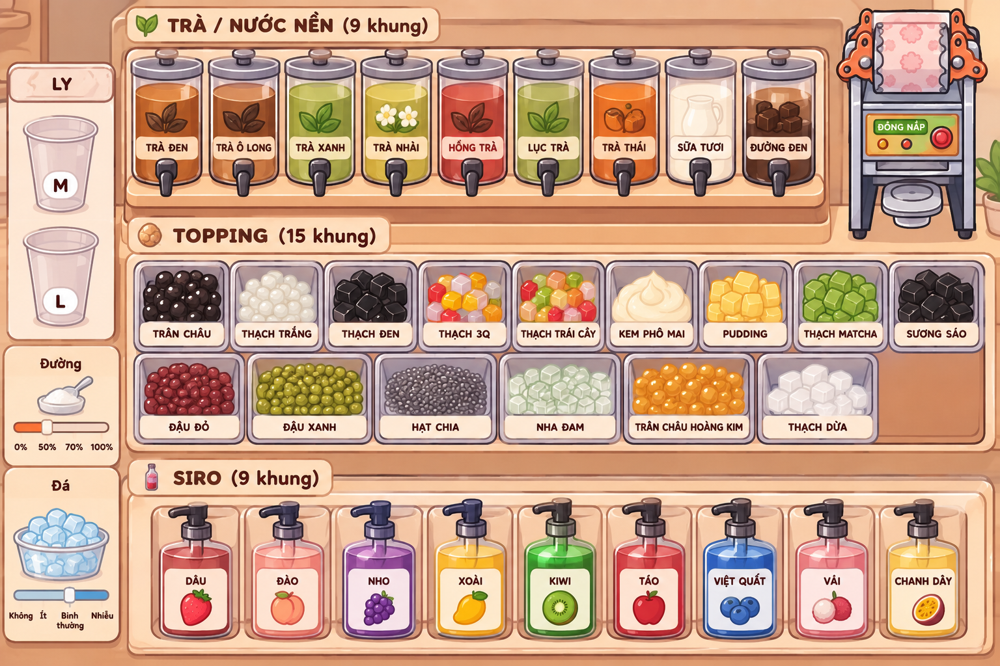 TRÀ / NƯỚC NỀN (9 khung)
LY
M
L
TRÀ ĐEN
TRÀ Ô LONG
TRÀ XANH
TRÀ NHÀI
HỒNG TRÀ
LỤC TRÀ
TRÀ THÁI
SỮA TƯƠI
ĐƯỜNG ĐEN
ĐÓNG NẮP
TOPPING (15 khung)
TRÂN CHÂU
THẠCH TRẮNG
THẠCH ĐEN
THẠCH 3Q
THẠCH TRÁI CẦY
KEM PHÔ MAI
PUDDING
THẠCH MATCHA
SƯƠNG SÁO
ĐẬU ĐỎ
ĐẬU XANH
HẠT CHIA
NHA ĐAM
TRÂN CHÂU HOÀNG KIM
THẠCH DỪA
Đường
0% 50% 70% 100%
Đá
Không Ít Bình thường Nhiễu
SIRO (9 khung)
DÂU
ĐÀO
NHO
XOÀI
KIWI
TÁO
VIỆT QUẤT
VẢI
CHANH DÂY